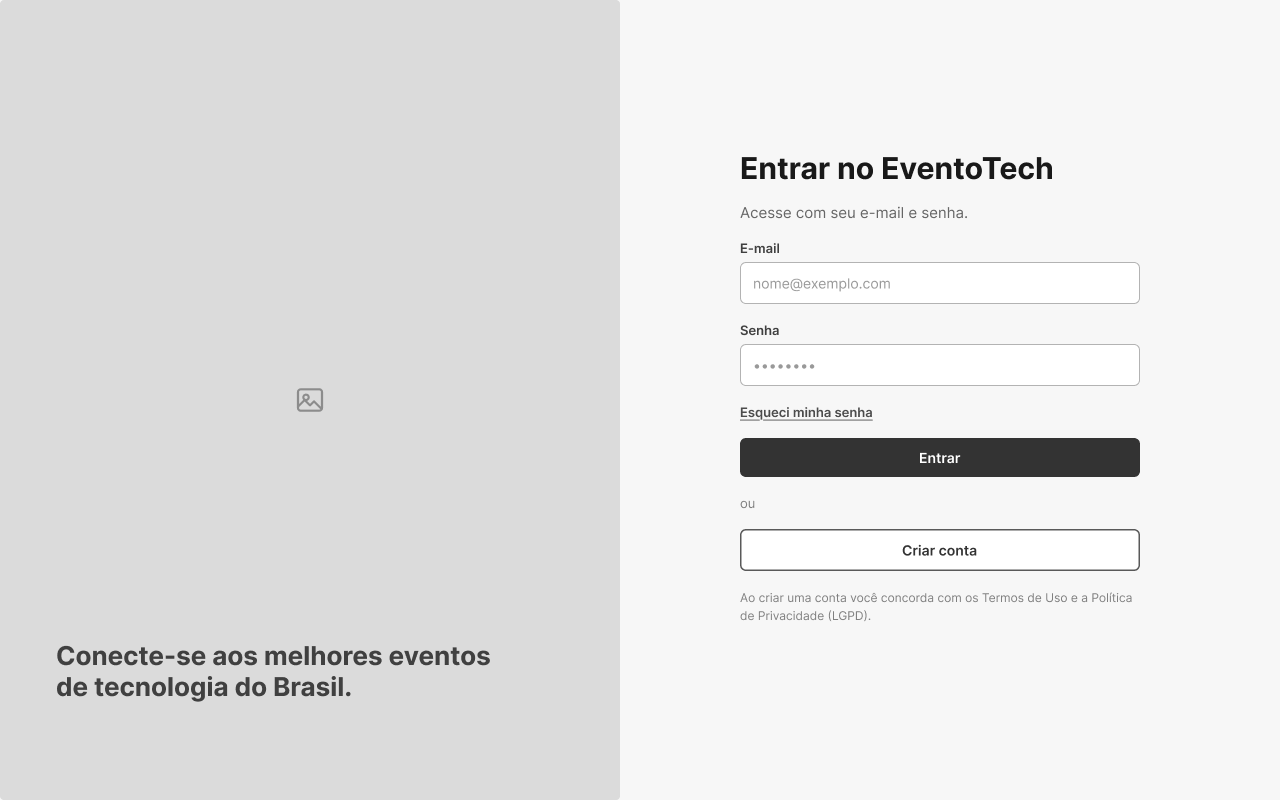 Conecte-se aos melhores eventos
de tecnologia do Brasil.
Entrar no EventoTech
Acesse com seu e-mail e senha.
E-mail
nome@exemplo.com
Senha
••••••••
Esqueci minha senha
Entrar
ou
Criar conta
Ao criar uma conta você concorda com os Termos de Uso e a Política
de Privacidade (LGPD).